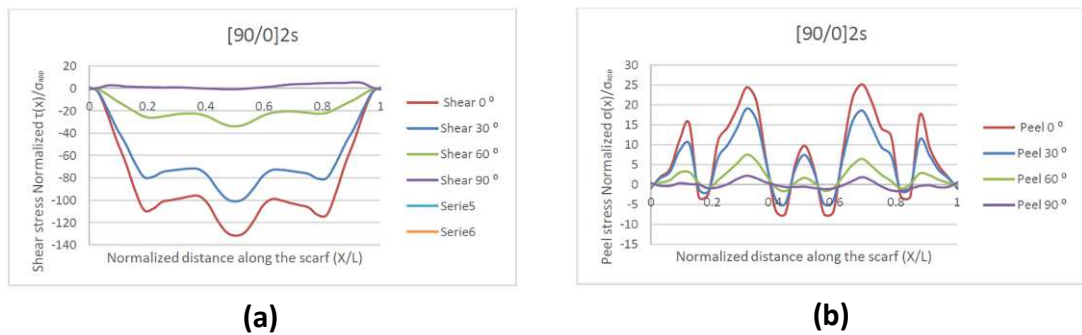 [90/0]2s
Shear stress Normalized τ(x)/σapp
20
0
-20
-40
-60
-80
-100
-120
-140
0 0.2 0.4 0.6 0.8 1
Normalized distance along the scarf (X/L)
Shear 0 º
Shear 30 º
Shear 60 º
Shear 90 º
Serie5
Serie6
(a)
[90/0]2s
Peel stress Normalized σ(x)/σapp
30
25
20
15
10
5
0
-5
-10
-15
0 0.2 0.4 0.6 0.8 1
Normalized distance along the scarf (X/L)
Peel 0 º
Peel 30 º
Peel 60 º
Peel 90 º
(b)